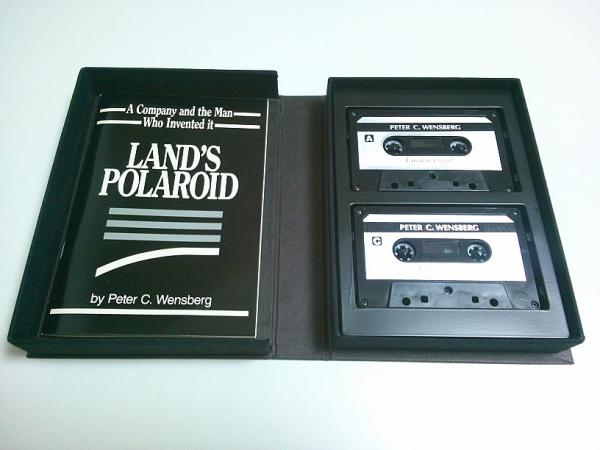 A Company and the Man
Who Invented it
LAND'S
POLAROID
by Peter C. Wensberg
PETER C. WENSBERG
A
PETER C. WENSBERG
C